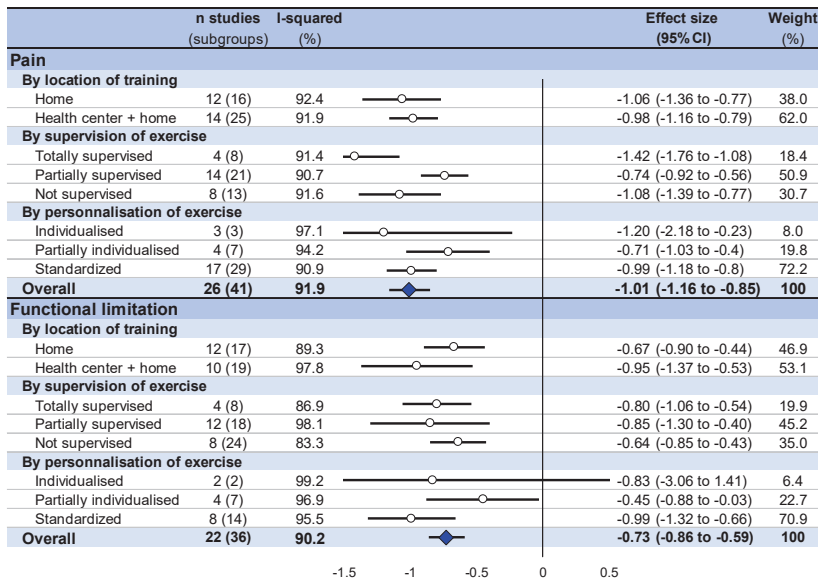 n studies I-squared Effect size Weight
(subgroups) (%) (95% CI) (%)
Pain
By location of training
Home 12 (16) 92.4 -1.06 (-1.36 to -0.77) 38.0
Health center + home 14 (25) 91.9 -0.98 (-1.16 to -0.79) 62.0
By supervision of exercise
Totally supervised 4 (8) 91.4 -1.42 (-1.76 to -1.08) 18.4
Partially supervised 14 (21) 90.7 -0.74 (-0.92 to -0.56) 50.9
Not supervised 8 (13) 91.6 -1.08 (-1.39 to -0.77) 30.7
By personnalisation of exercise
Individualised 3 (3) 97.1 -1.20 (-2.18 to -0.23) 8.0
Partially individualised 4 (7) 94.2 -0.71 (-1.03 to -0.4) 19.8
Standardized 17 (29) 90.9 -0.99 (-1.18 to -0.8) 72.2
Overall 26 (41) 91.9 -1.01 (-1.16 to -0.85) 100
Functional limitation
By location of training
Home 12 (17) 89.3 -0.67 (-0.90 to -0.44) 46.9
Health center + home 10 (19) 97.8 -0.95 (-1.37 to -0.53) 53.1
By supervision of exercise
Totally supervised 4 (8) 86.9 -0.80 (-1.06 to -0.54) 19.9
Partially supervised 12 (18) 98.1 -0.85 (-1.30 to -0.40) 45.2
Not supervised 8 (24) 83.3 -0.64 (-0.85 to -0.43) 35.0
By personnalisation of exercise
Individualised 2 (2) 99.2 -0.83 (-3.06 to 1.41) 6.4
Partially individualised 4 (7) 96.9 -0.45 (-0.88 to -0.03) 22.7
Standardized 8 (14) 95.5 -0.99 (-1.32 to -0.66) 70.9
Overall 22 (36) 90.2 -0.73 (-0.86 to -0.59) 100
-1.5 -1 -0.5 0 0.5